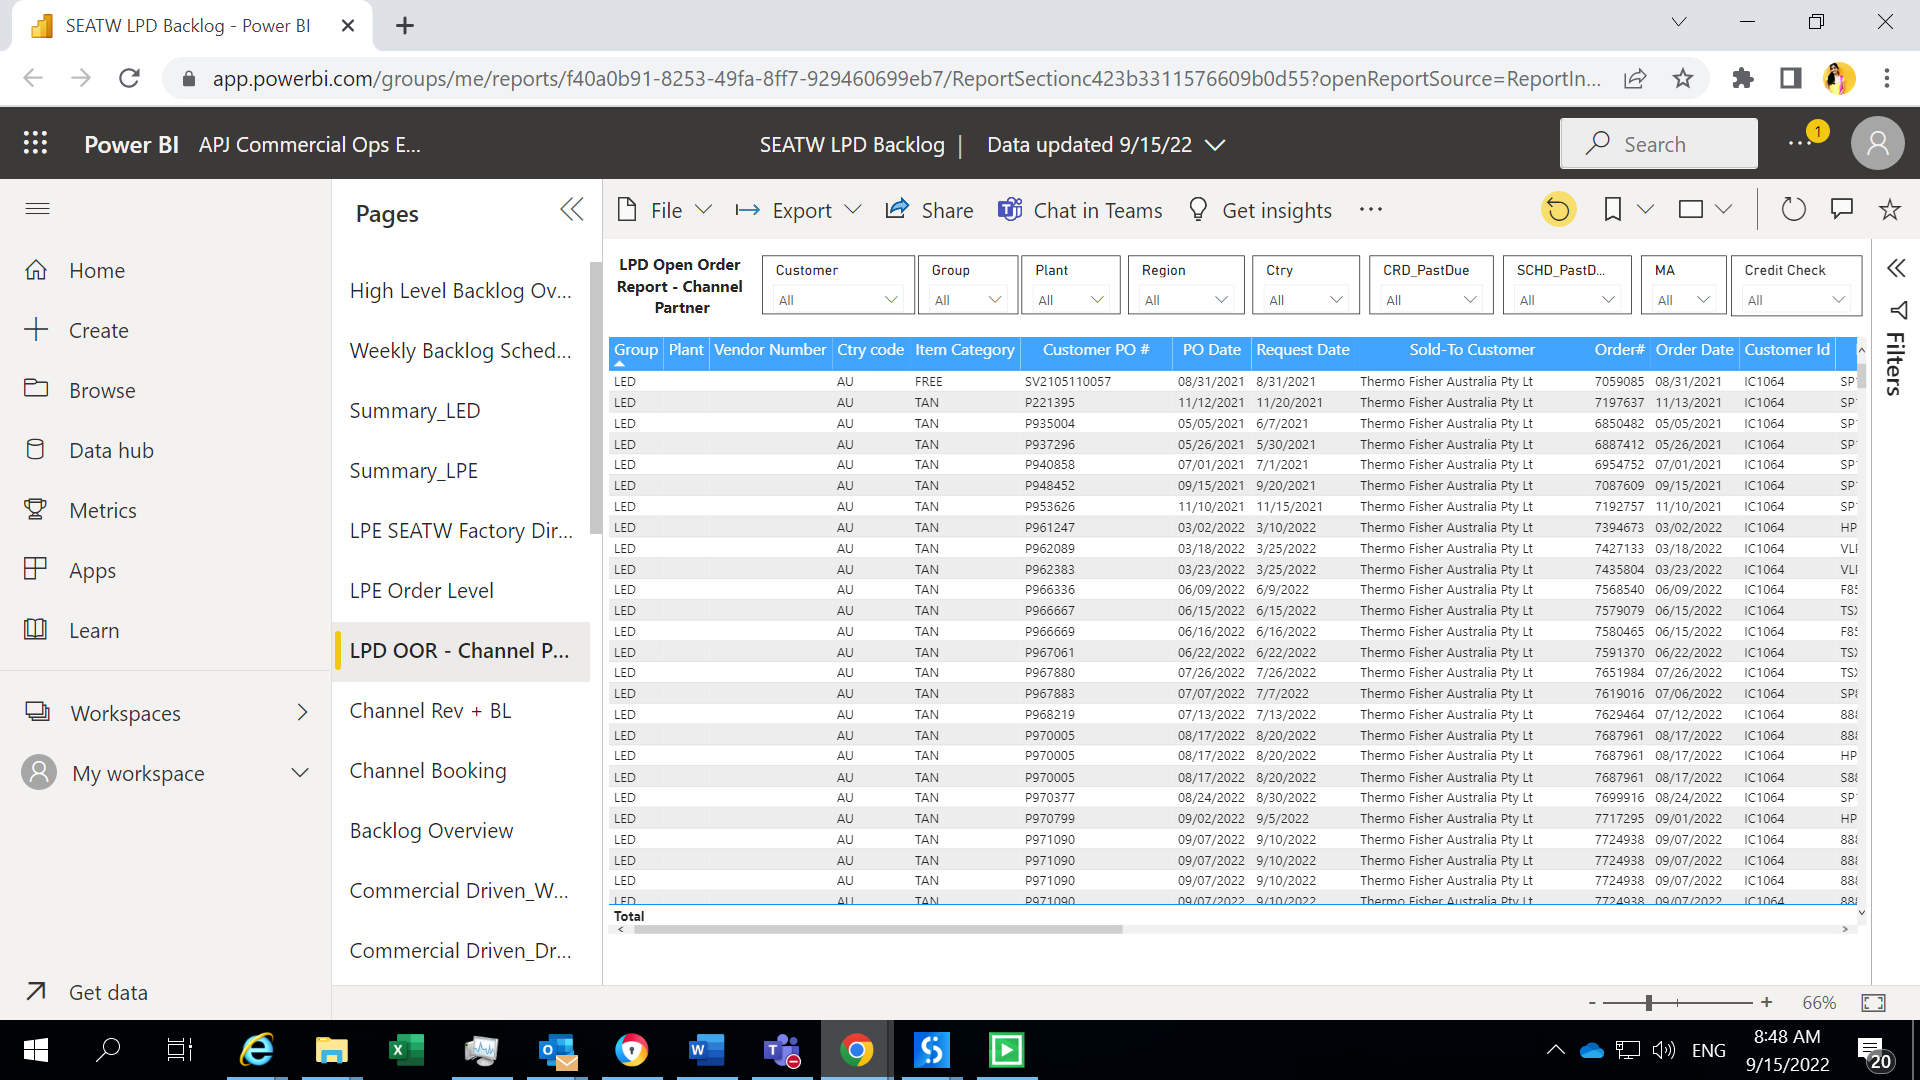 SEATW LPD Backlog - Power BI
app.powerbi.com/groups/me/reports/f40a0b91-8253-49fa-8ff7-929460699eb7/ReportSectionc423b3311576609b0d55?openReportSource=ReportIn...
Power BI APJ Commercial Ops E... SEATW LPD Backlog | Data updated 9/15/22 Search 1
Home
Create
Browse
Data hub
Metrics
Apps
Learn
Workspaces
My workspace
Get data
Pages
High Level Backlog Ov...
Weekly Backlog Sched...
Summary_LED
Summary_LPE
LPE SEATW Factory Dir...
LPE Order Level
LPD OOR - Channel P...
Channel Rev + BL
Channel Booking
Backlog Overview
Commercial Driven_W...
Commercial Driven_Dr...
File Export Share Chat in Teams Get insights
LPD Open Order
Report - Channel
Partner
Customer Group Plant Region Ctry CRD_PastDue SCHD_PastD... MA Credit Check
All All All All All All All All All
Filters
Group Plant Vendor Number Ctry code Item Category Customer PO # PO Date Request Date Sold-To Customer Order# Order Date Customer Id
LED AU FREE SV2105110057 08/31/2021 8/31/2021 Thermo Fisher Australia Pty Lt 7059085 08/31/2021 IC1064
LED AU TAN P221395 11/12/2021 11/20/2021 Thermo Fisher Australia Pty Lt 7197637 11/13/2021 IC1064
LED AU TAN P935004 05/05/2021 6/7/2021 Thermo Fisher Australia Pty Lt 6850482 05/05/2021 IC1064
LED AU TAN P937296 05/26/2021 5/30/2021 Thermo Fisher Australia Pty Lt 6887412 05/26/2021 IC1064
LED AU TAN P940858 07/01/2021 7/1/2021 Thermo Fisher Australia Pty Lt 6954752 07/01/2021 IC1064
LED AU TAN P948452 09/15/2021 9/20/2021 Thermo Fisher Australia Pty Lt 7087609 09/15/2021 IC1064
LED AU TAN P953626 11/10/2021 11/15/2021 Thermo Fisher Australia Pty Lt 7192757 11/10/2021 IC1064
LED AU TAN P961247 03/02/2022 3/10/2022 Thermo Fisher Australia Pty Lt 7394673 03/02/2022 IC1064 HP
LED AU TAN P962089 03/18/2022 3/25/2022 Thermo Fisher Australia Pty Lt 7427133 03/18/2022 IC1064
LED AU TAN P962383 03/23/2022 3/25/2022 Thermo Fisher Australia Pty Lt 7435804 03/23/2022 IC1064
LED AU TAN P966336 06/09/2022 6/9/2022 Thermo Fisher Australia Pty Lt 7568540 06/09/2022 IC1064
LED AU TAN P966667 06/15/2022 6/15/2022 Thermo Fisher Australia Pty Lt 7579079 06/15/2022 IC1064
LED AU TAN P966669 06/16/2022 6/16/2022 Thermo Fisher Australia Pty Lt 7580465 06/15/2022 IC1064
LED AU TAN P967061 06/22/2022 6/22/2022 Thermo Fisher Australia Pty Lt 7591370 06/22/2022 IC1064
LED AU TAN P967880 07/26/2022 7/26/2022 Thermo Fisher Australia Pty Lt 7651984 07/26/2022 IC1064
LED AU TAN P967883 07/07/2022 7/7/2022 Thermo Fisher Australia Pty Lt 7619016 07/06/2022 IC1064
LED AU TAN P968219 07/13/2022 7/13/2022 Thermo Fisher Australia Pty Lt 7629464 07/12/2022 IC1064
LED AU TAN P970005 08/17/2022 8/20/2022 Thermo Fisher Australia Pty Lt 7687961 08/17/2022 IC1064
LED AU TAN P970005 08/17/2022 8/20/2022 Thermo Fisher Australia Pty Lt 7687961 08/17/2022 IC1064 HP
LED AU TAN P970005 08/17/2022 8/20/2022 Thermo Fisher Australia Pty Lt 7687961 08/17/2022 IC1064
LED AU TAN P970377 08/24/2022 8/30/2022 Thermo Fisher Australia Pty Lt 7699916 08/24/2022 IC1064
LED AU TAN P970799 09/02/2022 9/5/2022 Thermo Fisher Australia Pty Lt 7717295 09/01/2022 IC1064 HP
LED AU TAN P971090 09/07/2022 9/10/2022 Thermo Fisher Australia Pty Lt 7724938 09/07/2022 IC1064
LED AU TAN P971090 09/07/2022 9/10/2022 Thermo Fisher Australia Pty Lt 7724938 09/07/2022 IC1064
LED AU TAN P971090 09/07/2022 9/10/2022 Thermo Fisher Australia Pty Lt 7724938 09/07/2022 IC1064
LED AU TAN P971090 09/07/2022 9/10/2022 Thermo Fisher Australia Pty Lt 7724938 09/07/2022 IC1064
Total
66%
ENG
8:48 AM
9/15/2022
20